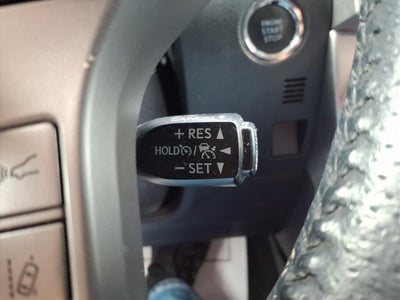 ENGINE
START
STOP
+ RES ▲
HOLD / ◀
− SET ▼